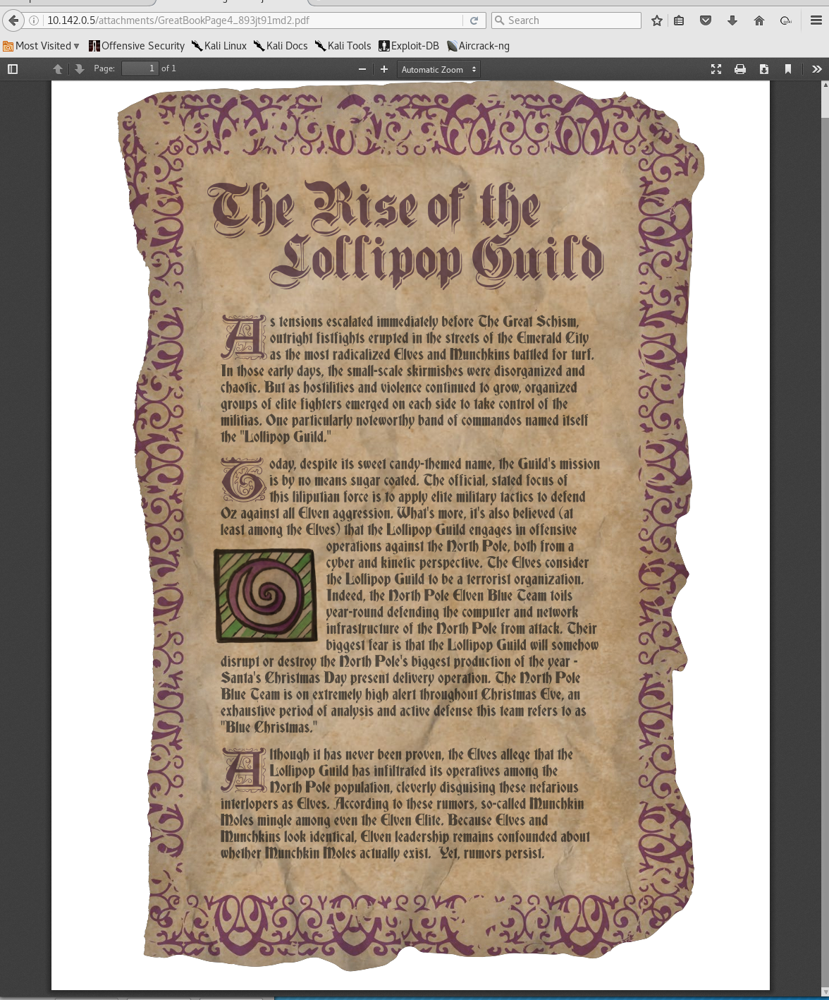 10.142.0.5/attachments/GreatBookPage4_893jt91md2.pdf
Search
Most Visited
Offensive Security
Kali Linux
Kali Docs
Kali Tools
Exploit-DB
Aircrack-ng
Page: 1 of 1
Automatic Zoom
The Rise of the
Lollipop Guild
As tensions escalated immediately before The Great Schism,
outright fistfights erupted in the streets of the Emerald City
as the most radicalized Elves and Munchkins battled for turf.
In those early days, the small-scale skirmishes were disorganized and
chaotic. But as hostilities and violence continued to grow, organized
groups of elite fighters emerged on each side to take control of the
militias. One particularly noteworthy band of commandos named itself
the "Lollipop Guild."
Today, despite its sweet candy-themed name, the Guild's mission
is by no means sugar coated. The official, stated focus of
this liliputian force is to apply elite military tactics to defend
Oz against all Elven aggression. What's more, it's also believed (at
least among the Elves) that the Lollipop Guild engages in offensive
operations against the North Pole, both from a
cyber and kinetic perspective. The Elves consider
the Lollipop Guild to be a terrorist organization.
Indeed, the North Pole Elven Blue Team toils
year-round defending the computer and network
infrastructure of the North Pole from attack. Their
biggest fear is that the Lollipop Guild will somehow
disrupt or destroy the North Pole's biggest production of the year -
Santa's Christmas Day present delivery operation. The North Pole
Blue Team is on extremely high alert throughout Christmas Eve, an
exhaustive period of analysis and active defense this team refers to as
"Blue Christmas."
Although it has never been proven, the Elves allege that the
Lollipop Guild has infiltrated its operatives among the
North Pole population, cleverly disguising these nefarious
interlopers as Elves. According to these rumors, so-called Munchkin
Moles mingle among even the Elven Elite. Because Elves and
Munchkins look identical, Elven leadership remains confounded about
whether Munchkin Moles actually exist.  Yet, rumors persist.